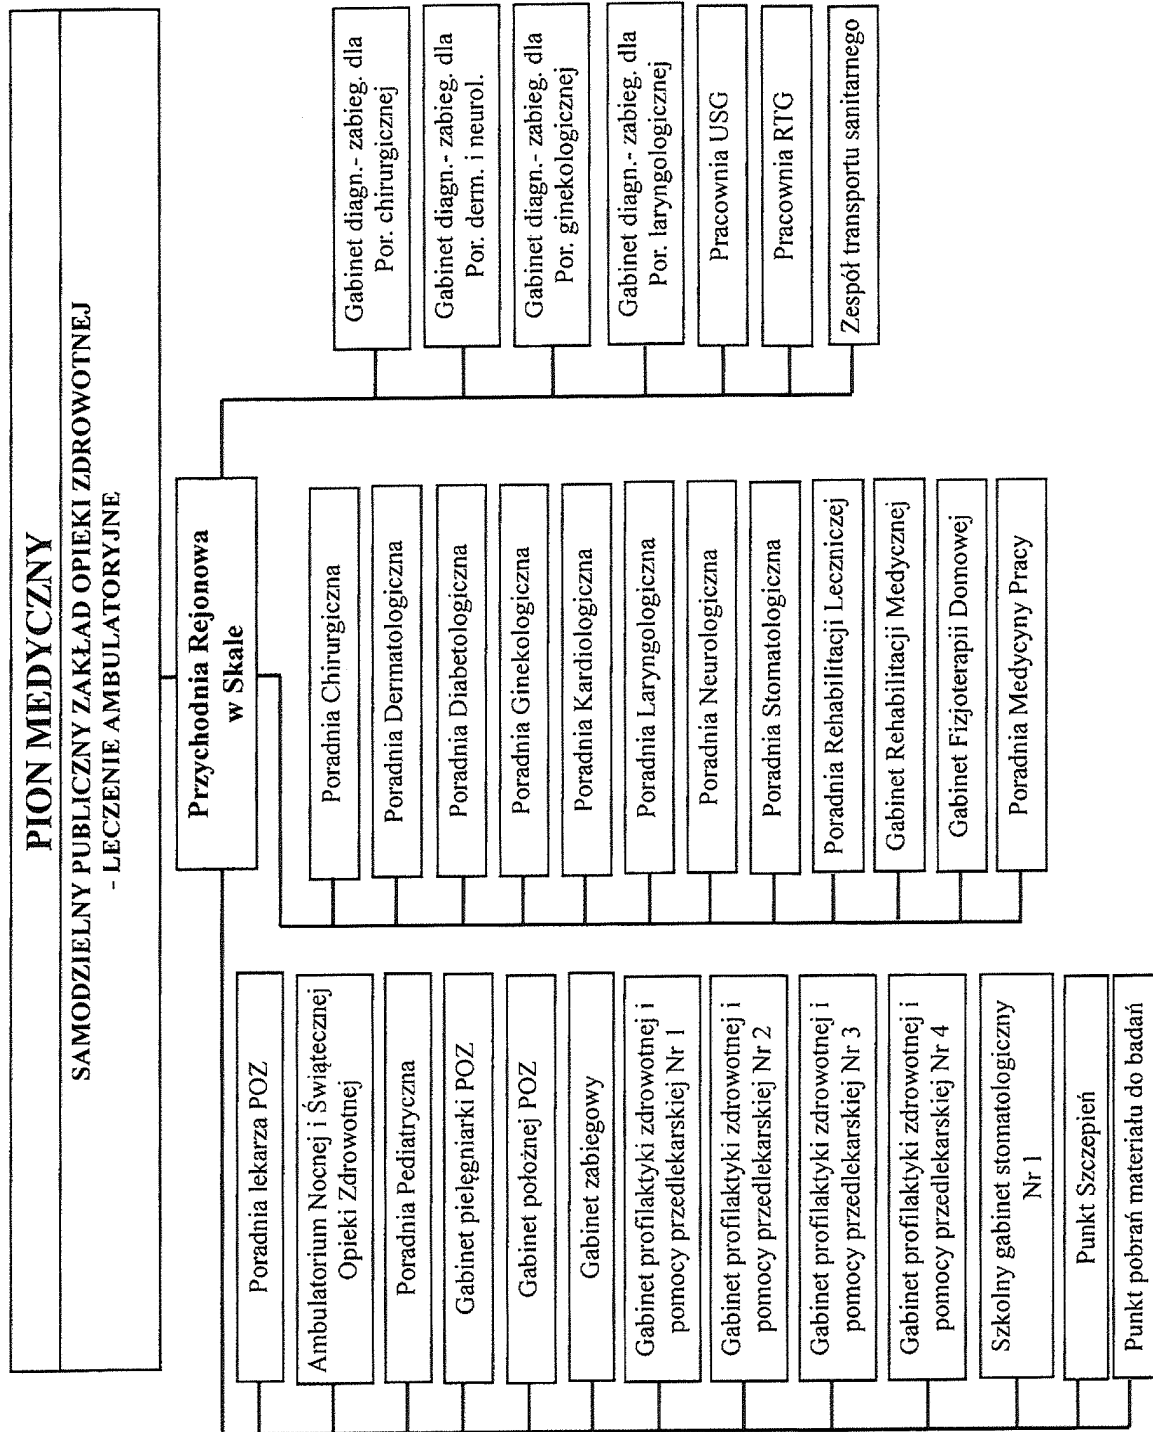 PION MEDYCZNY
SAMODZIELNY PUBLICZNY ZAKŁAD OPIEKI ZDROWOTNEJ
- LECZENIE AMBULATORYJNE
Przychodnia Rejonowa
w Skale
Poradnia lekarza POZ
Ambulatorium Nocnej i Świątecznej
Opieki Zdrowotnej
Poradnia Pediatryczna
Gabinet pielęgniarki POZ
Gabinet położnej POZ
Gabinet zabiegowy
Gabinet profilaktyki zdrowotnej i
pomocy przedlekarskiej Nr 1
Gabinet profilaktyki zdrowotnej i
pomocy przedlekarskiej Nr 2
Gabinet profilaktyki zdrowotnej i
pomocy przedlekarskiej Nr 3
Gabinet profilaktyki zdrowotnej i
pomocy przedlekarskiej Nr 4
Szkolny gabinet stomatologiczny
Nr 1
Punkt Szczepień
Punkt pobrań materiału do badań
Poradnia Chirurgiczna
Poradnia Dermatologiczna
Poradnia Diabetologiczna
Poradnia Ginekologiczna
Poradnia Kardiologiczna
Poradnia Laryngologiczna
Poradnia Neurologiczna
Poradnia Stomatologiczna
Poradnia Rehabilitacji Leczniczej
Gabinet Rehabilitacji Medycznej
Gabinet Fizjoterapii Domowej
Poradnia Medycyny Pracy
Gabinet diagn.- zabieg. dla
Por. chirurgicznej
Gabinet diagn.- zabieg. dla
Por. derm. i neurol.
Gabinet diagn.- zabieg. dla
Por. ginekologicznej
Gabinet diagn.- zabieg. dla
Por. laryngologicznej
Pracownia USG
Pracownia RTG
Zespół transportu sanitarnego